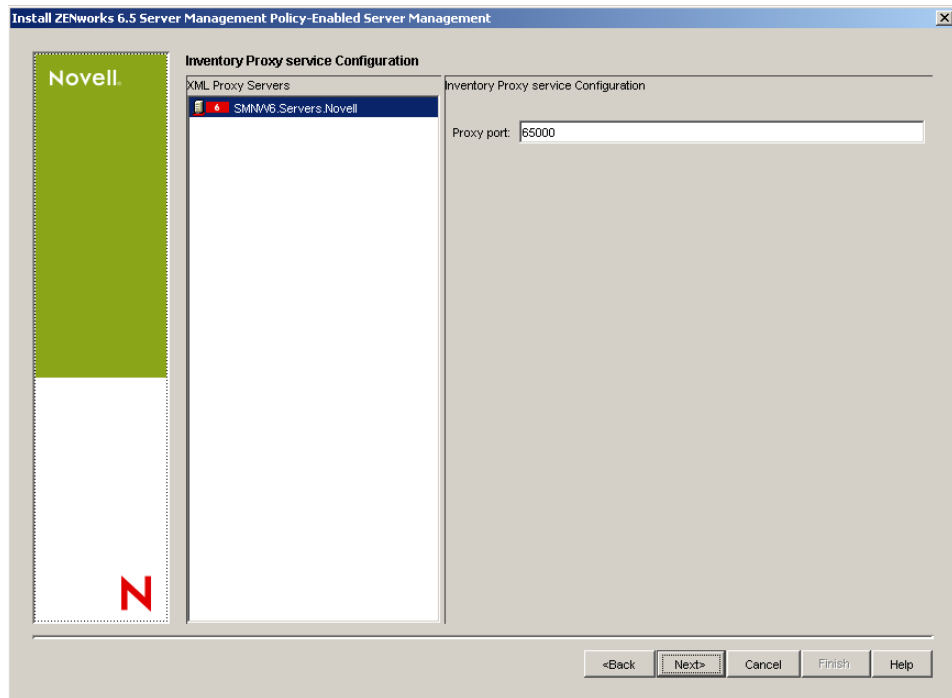 Install ZENworks 6.5 Server Management Policy-Enabled Server Management
Novell.
Inventory Proxy service Configuration
XML Proxy Servers
6 SMNW6.Servers.Novell
Inventory Proxy service Configuration
Proxy port: 65000
N
«Back Next» Cancel Finish Help